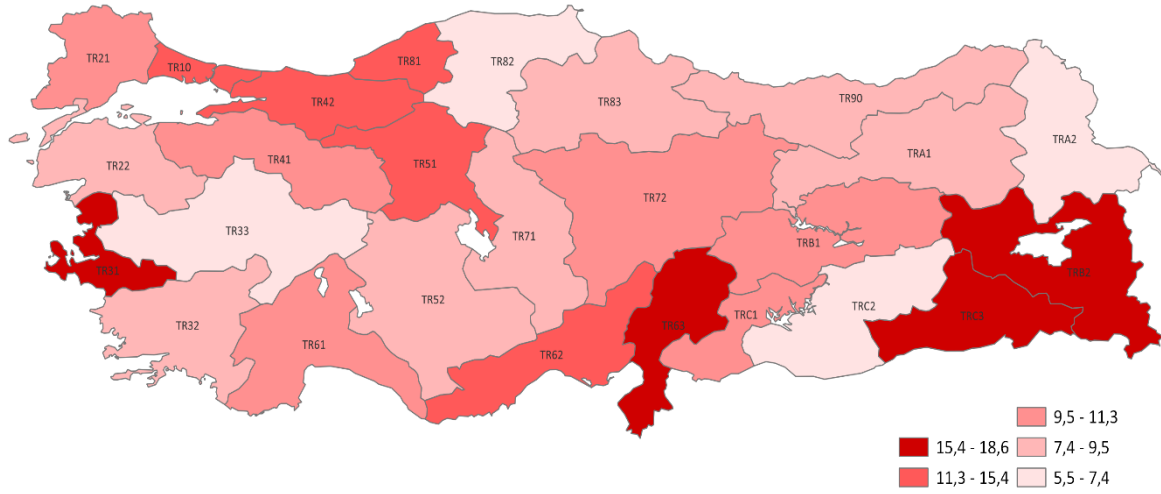 TR21
TR10
TR81
TR82
TR42
TR83
TR90
TRA2
TRA1
TR22
TR41
TR51
TR72
TR33
TR71
TRB1
TR31
TRB2
TR52
TRC2
TRC3
TR32
TR61
TR62
TR63
TRC1
9,5 - 11,3
15,4 - 18,6
7,4 - 9,5
11,3 - 15,4
5,5 - 7,4